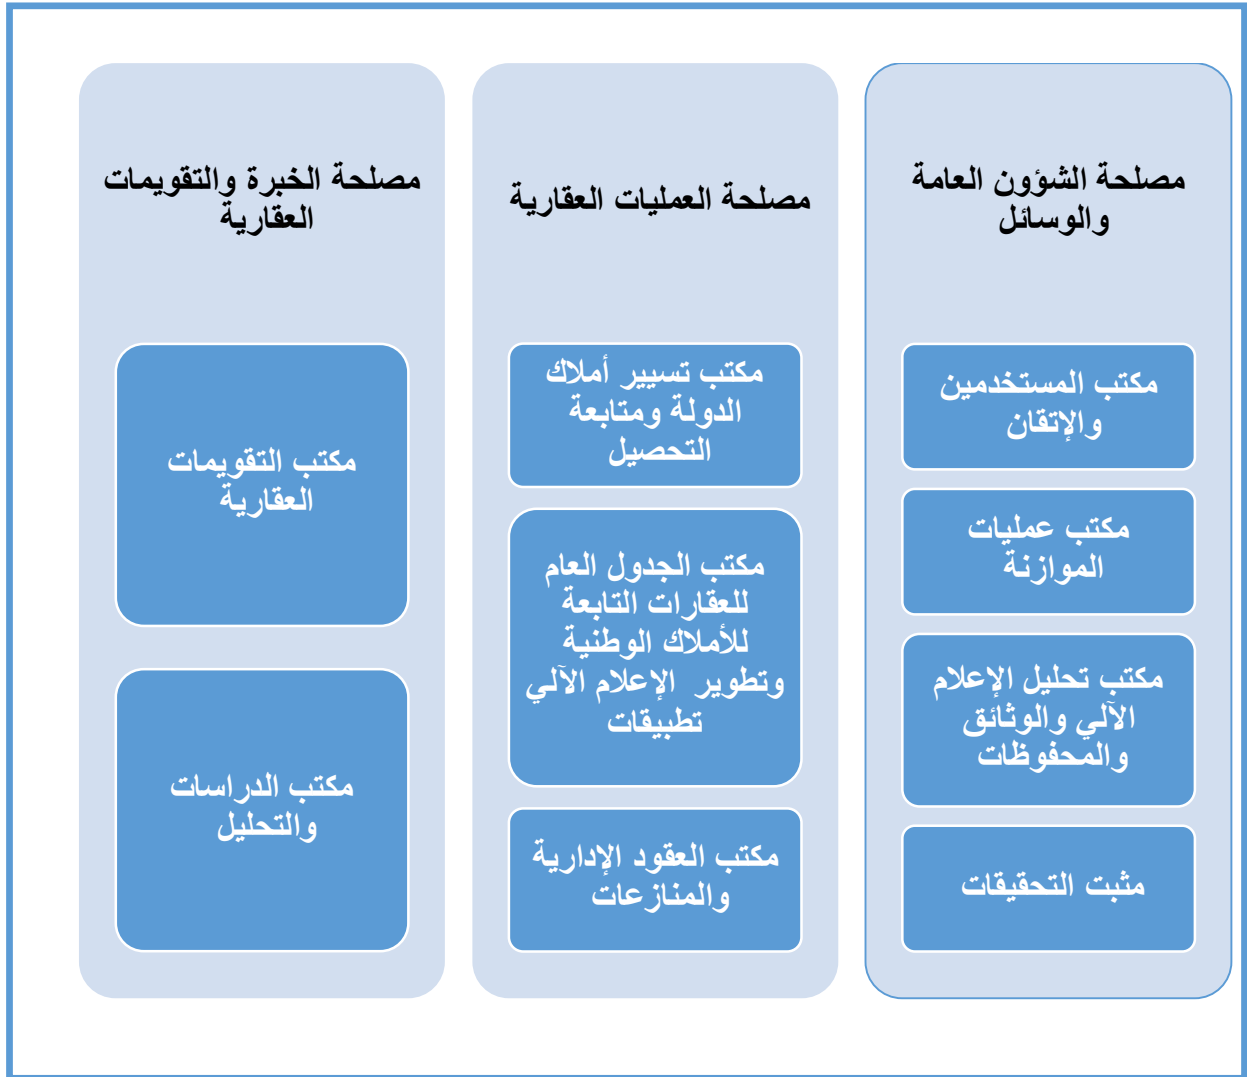 مصلحة الشؤون العامة
والوسائل
مكتب المستخدمين
والإتقان
مكتب عمليات
الموازنة
مكتب تحليل الإعلام
الآلي والوثائق
والمحفوظات
مثبت التحقيقات
مصلحة العمليات العقارية
مكتب تسيير أملاك
الدولة ومتابعة
التحصيل
مكتب الجدول العام
للعقارات التابعة
للأملاك الوطنية
وتطوير الإعلام الآلي
تطبيقات
مكتب العقود الإدارية
والمنازعات
مصلحة الخبرة والتقويمات
العقارية
مكتب التقويمات
العقارية
مكتب الدراسات
والتحليل